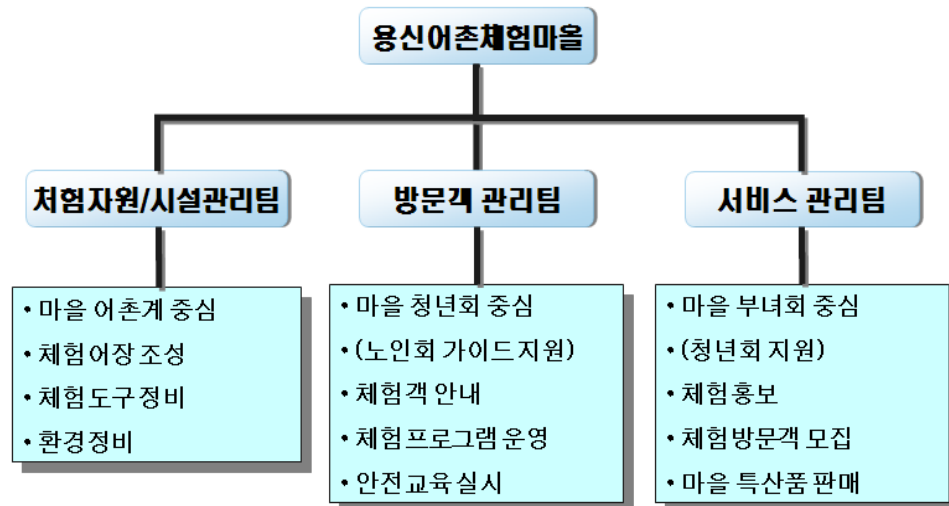 용신어촌체험마을
처험자원/시설관리팀
방문객 관리팀
서비스 관리팀
• 마을 어촌계 중심
• 체험어장 조성
• 체험도구정비
• 환경정비
• 마을 청년회 중심
• (노인회 가이드지원)
• 체험객 안내
• 체험프로그램 운영
• 안전교육실시
• 마을 부녀회 중심
• (청년회 지원)
• 체험홍보
• 체험방문객 모집
• 마을 특산품 판매